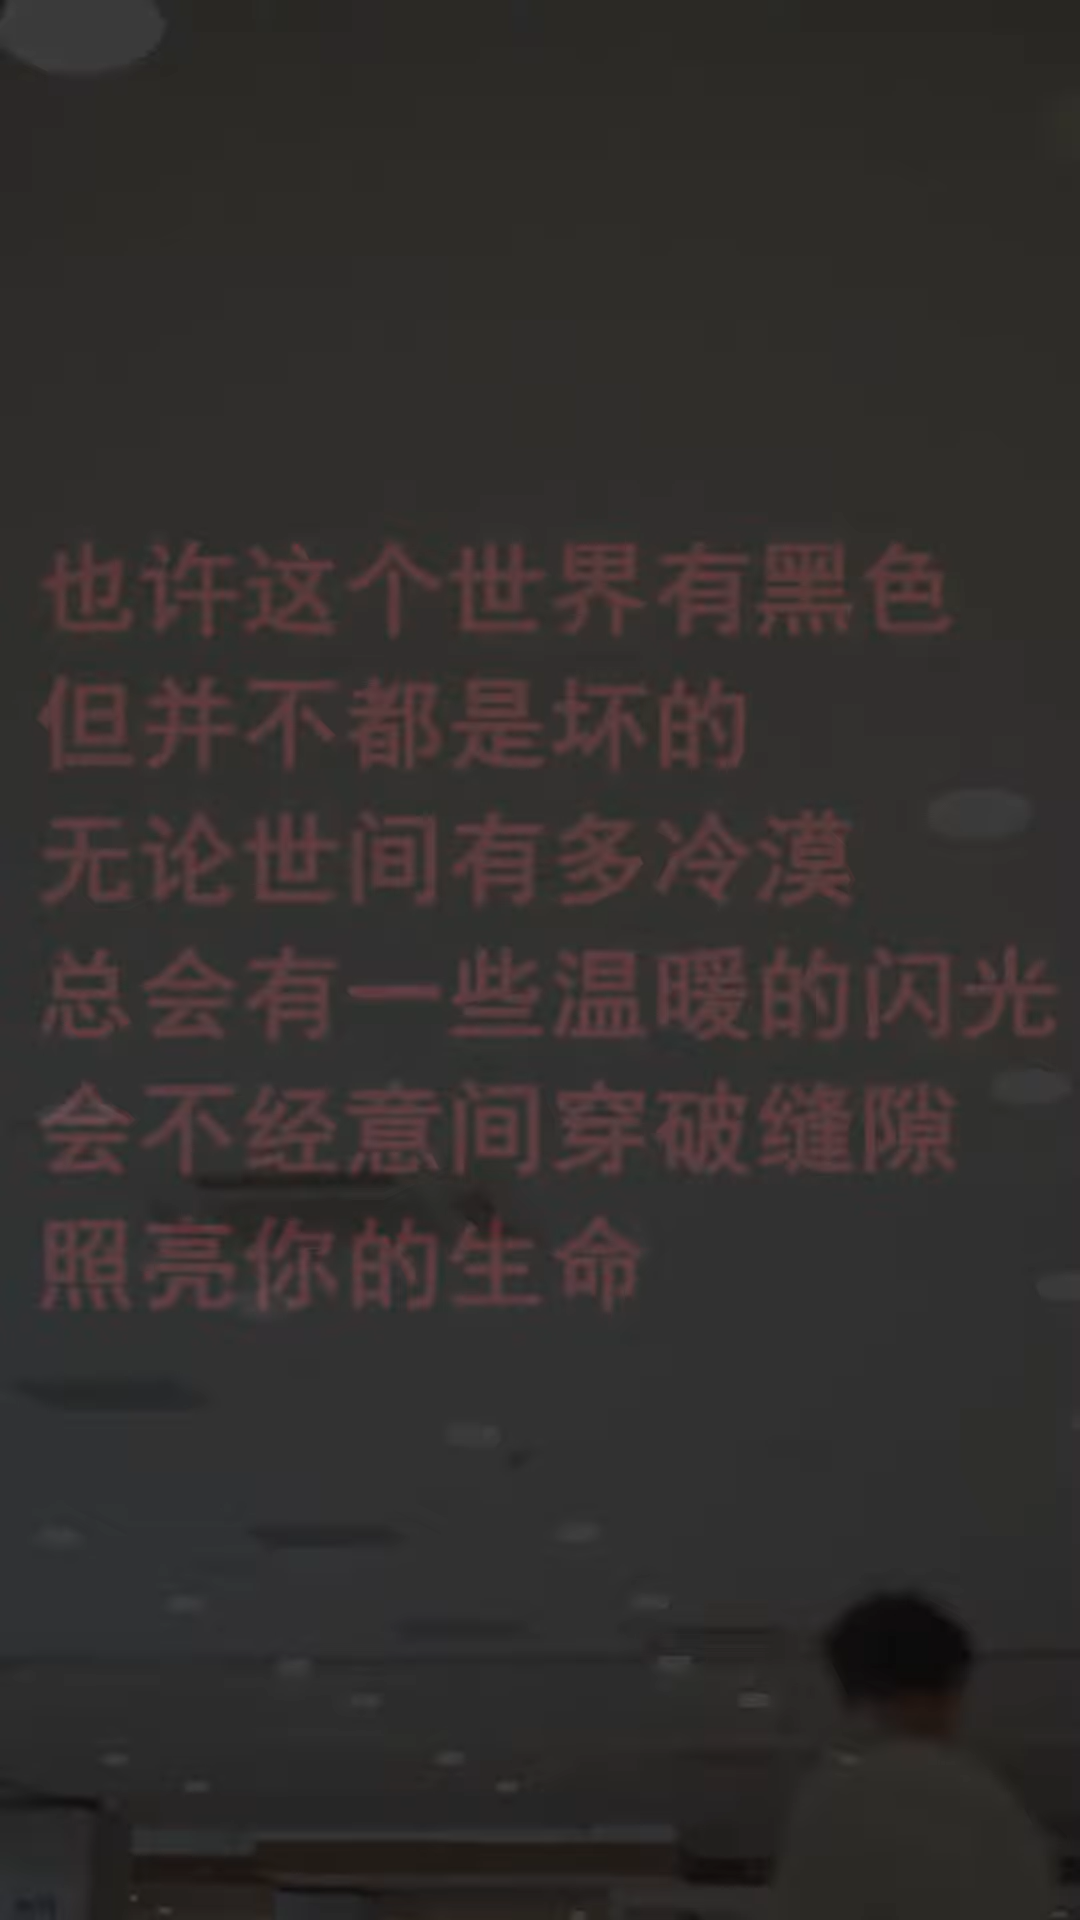 也许这个世界有黑色
但并不都是坏的
无论世间有多冷漠
总会有一些温暖的闪光
会不经意间穿破缝隙
照亮你的生命